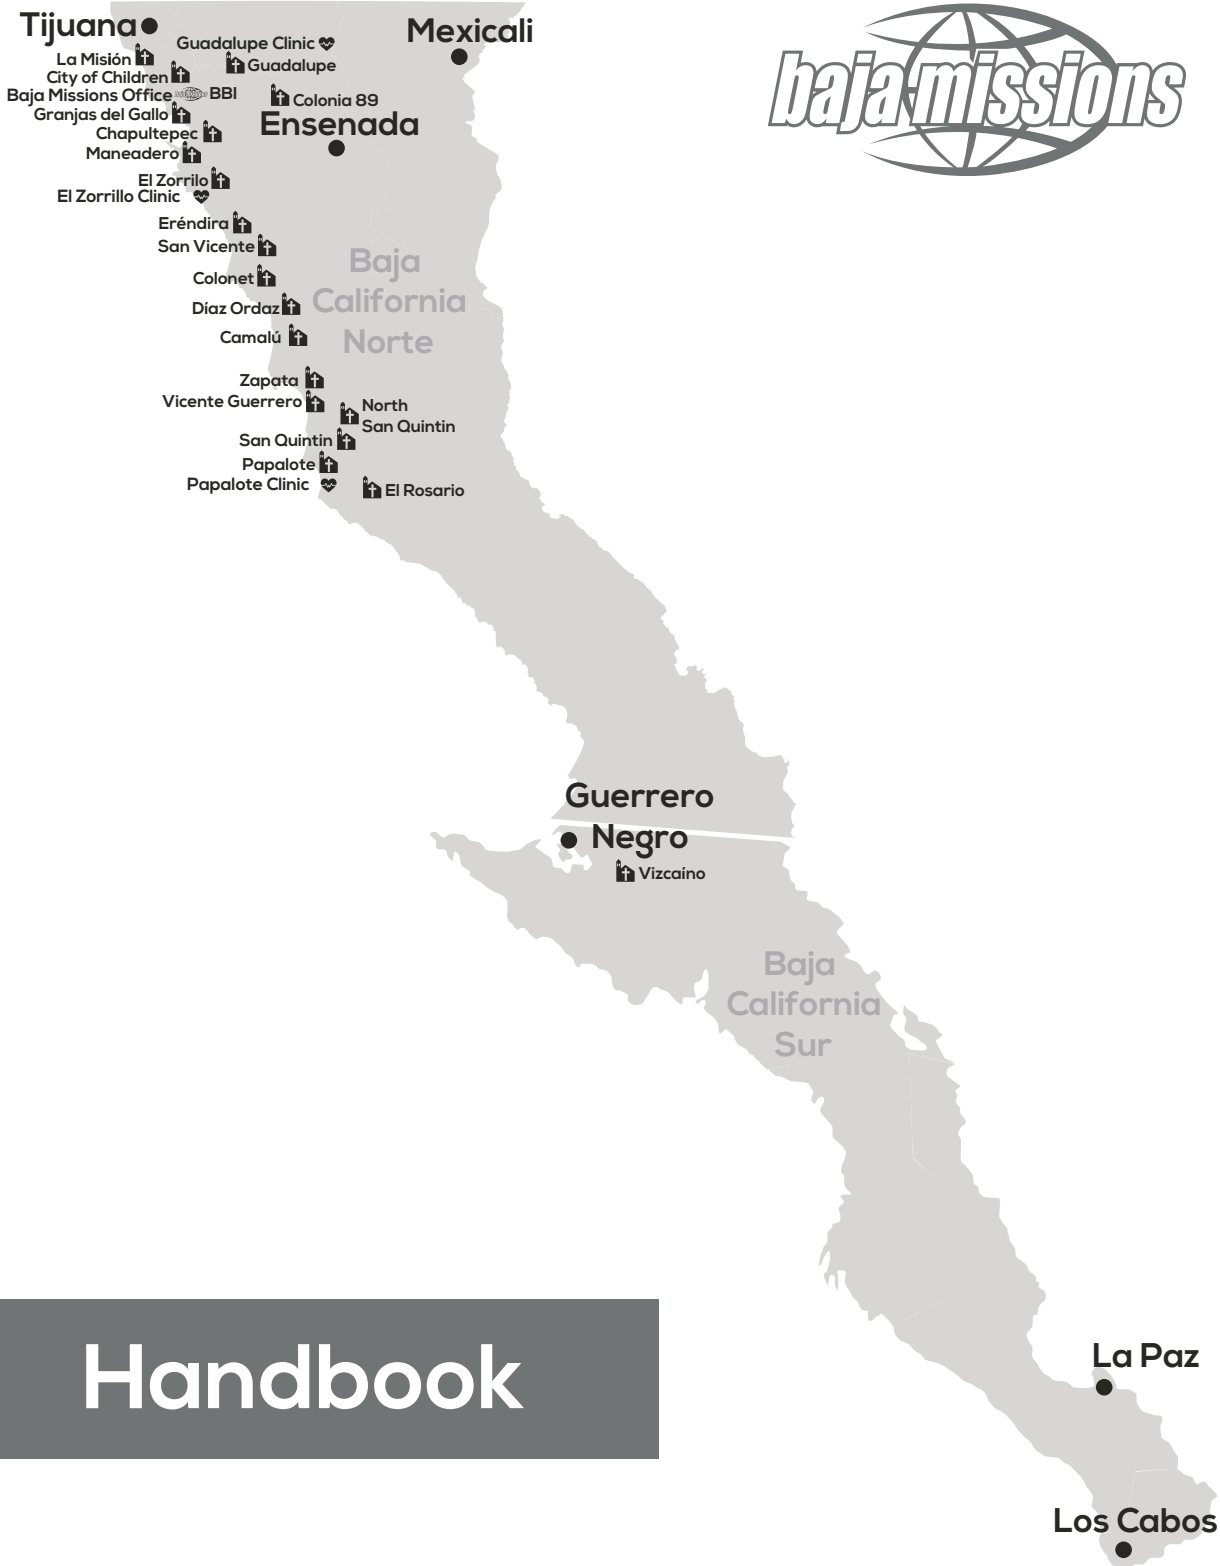 Tijuana
Mexicali
baja missions
Guadalupe Clinic
La Misión
Guadalupe
City of Children
Baja Missions Office
BBI
Colonia 89
Granjas del Gallo
Ensenada
Chapultepec
Maneadero
El Zorrilo
El Zorrillo Clinic
Eréndira
San Vicente
Baja
California
Norte
Colonet
Díaz Ordaz
Camalú
Zapata
Vicente Guerrero
North
San Quintin
San Quintin
Papalote
Papalote Clinic
El Rosario
Guerrero
Negro
Vizcaíno
Baja
California
Sur
Handbook
La Paz
Los Cabos